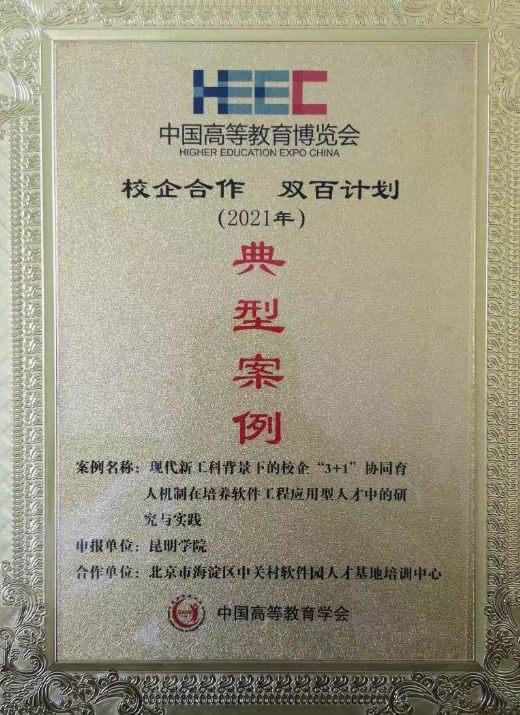 HEEC
中国高等教育博览会
HIGHER EDUCATION EXPO CHINA
校企合作 双百计划
(2021年)
典
型
案
例
案例名称：现代新工科背景下的校企“3+1”协同育
人机制在培养软件工程应用型人才中的研
究与实践
申报单位：昆明学院
合作单位：北京市海淀区中关村软件园人才基地培训中心
中国高等教育学会